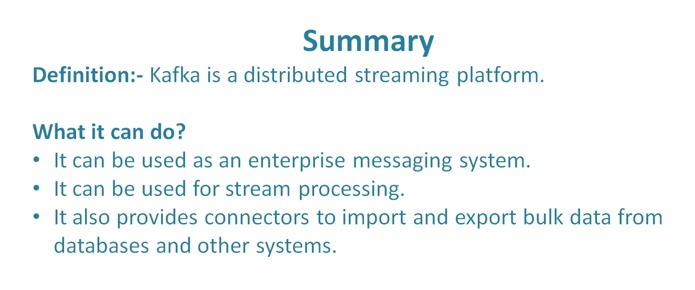 Summary
Definition:- Kafka is a distributed streaming platform.
What it can do?
• It can be used as an enterprise messaging system.
• It can be used for stream processing.
• It also provides connectors to import and export bulk data from
databases and other systems.